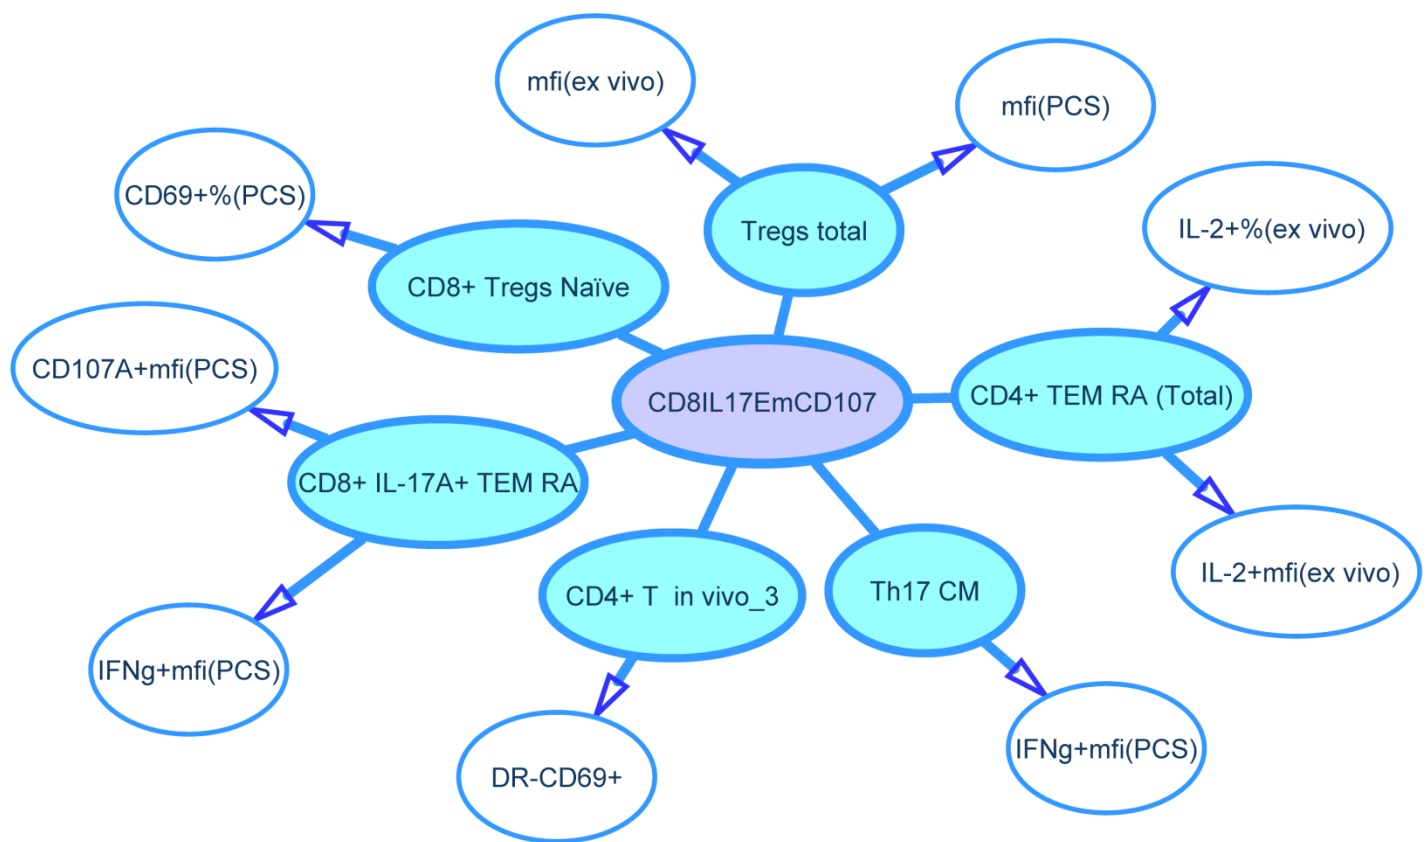 mfi(ex vivo)
mfi(PCS)
CD69+%(PCS)
IL-2+%(ex vivo)
Tregs total
CD8+ Tregs Naïve
CD107A+mfi(PCS)
CD8IL17EmCD107
CD4+ TEM RA (Total)
CD8+ IL-17A+ TEM RA
IL-2+mfi(ex vivo)
CD4+ T in vivo_3
Th17 CM
IFNg+mfi(PCS)
IFNg+mfi(PCS)
DR-CD69+